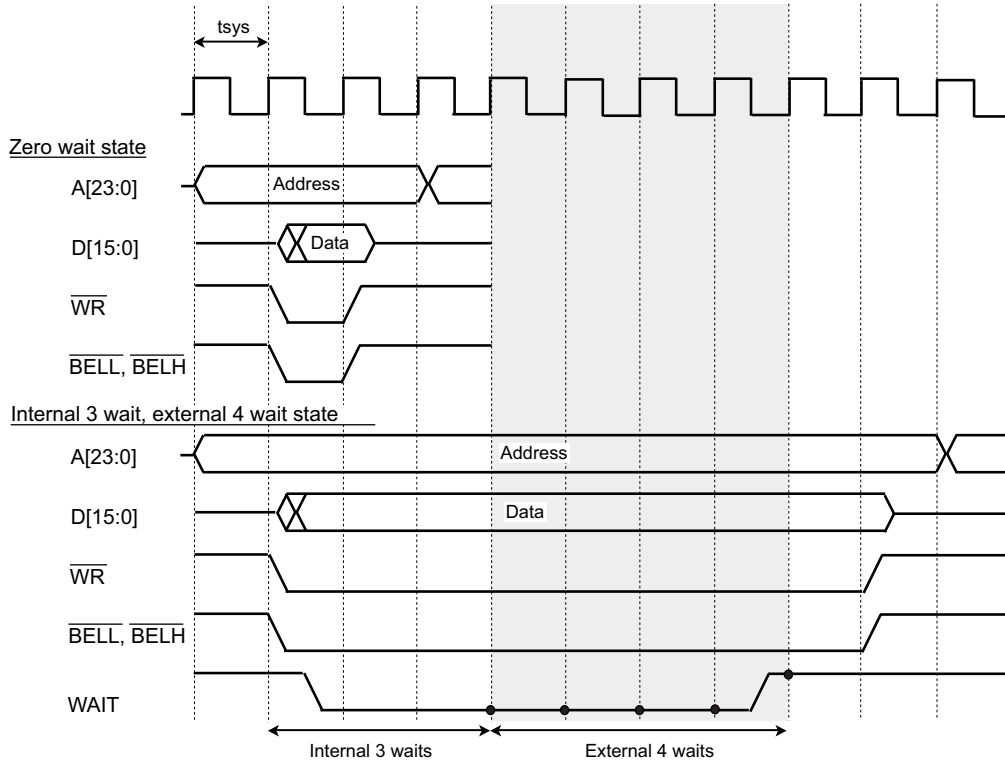 tsys
Zero wait state
A[23:0]
Address
D[15:0]
Data
WR
BELL, BELH
Internal 3 wait, external 4 wait state
A[23:0]
Address
D[15:0]
Data
WR
BELL, BELH
WAIT
Internal 3 waits
External 4 waits